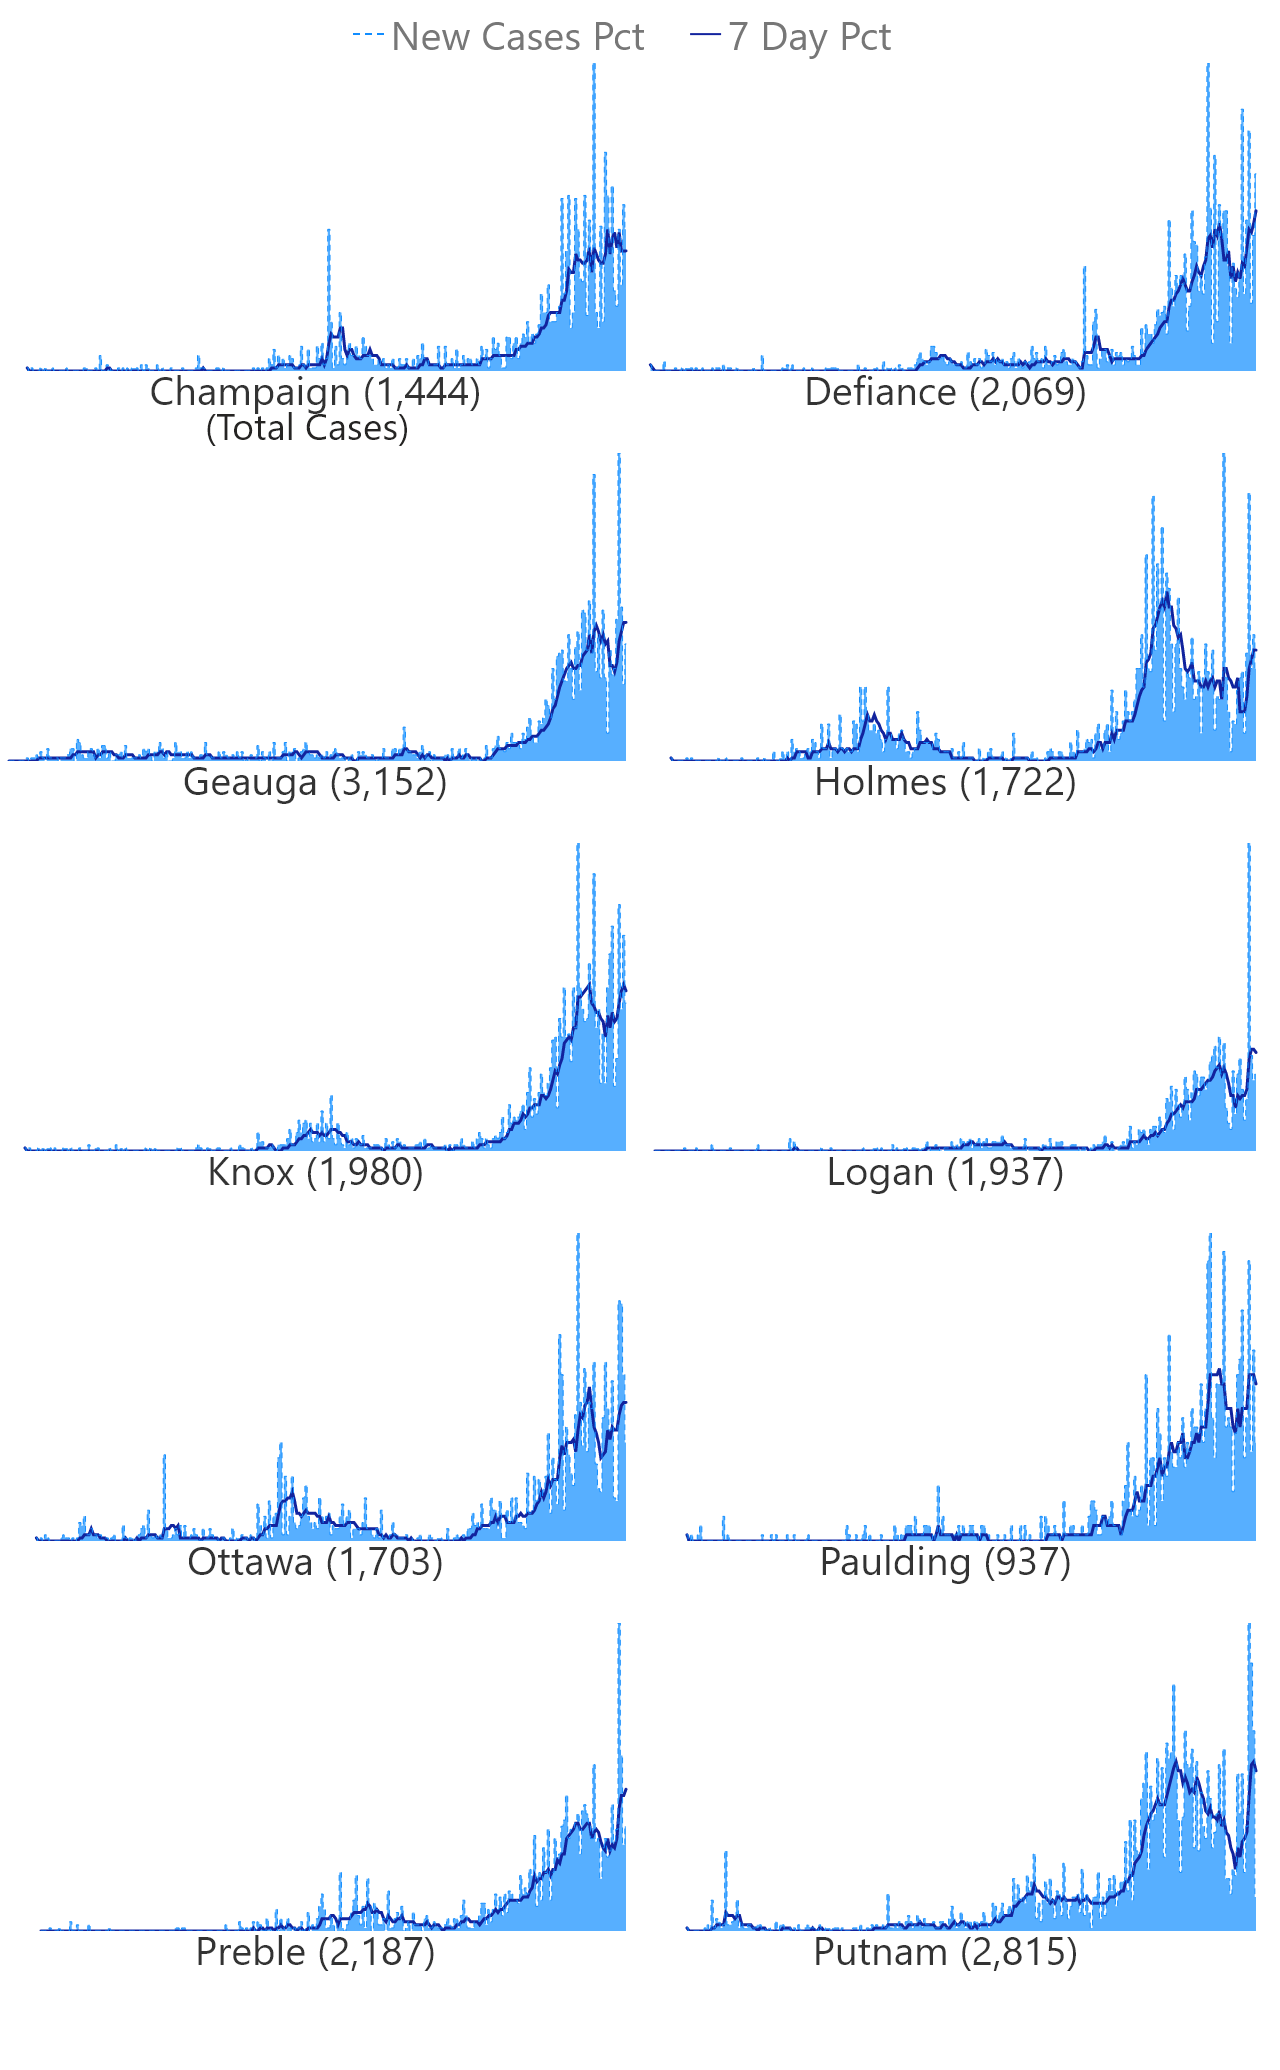 New Cases Pct 7 Day Pct
Champaign (1,444) Defiance (2,069)
(Total Cases)
Geauga (3,152) Holmes (1,722)
Knox (1,980) Logan (1,937)
Ottawa (1,703) Paulding (937)
Preble (2,187) Putnam (2,815)